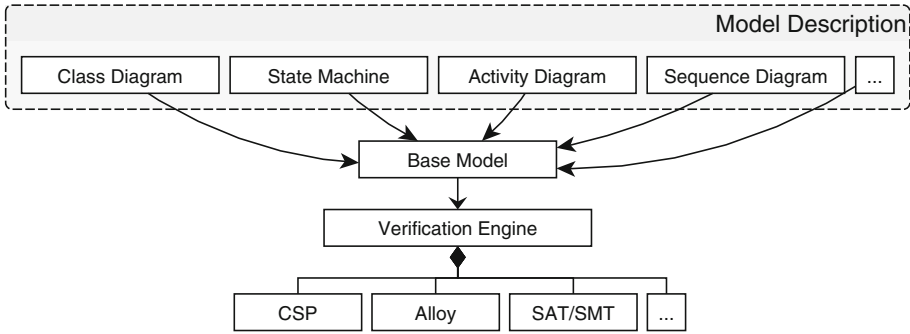 Model Description
Class Diagram
State Machine
Activity Diagram
Sequence Diagram
...
Base Model
Verification Engine
CSP
Alloy
SAT/SMT
...